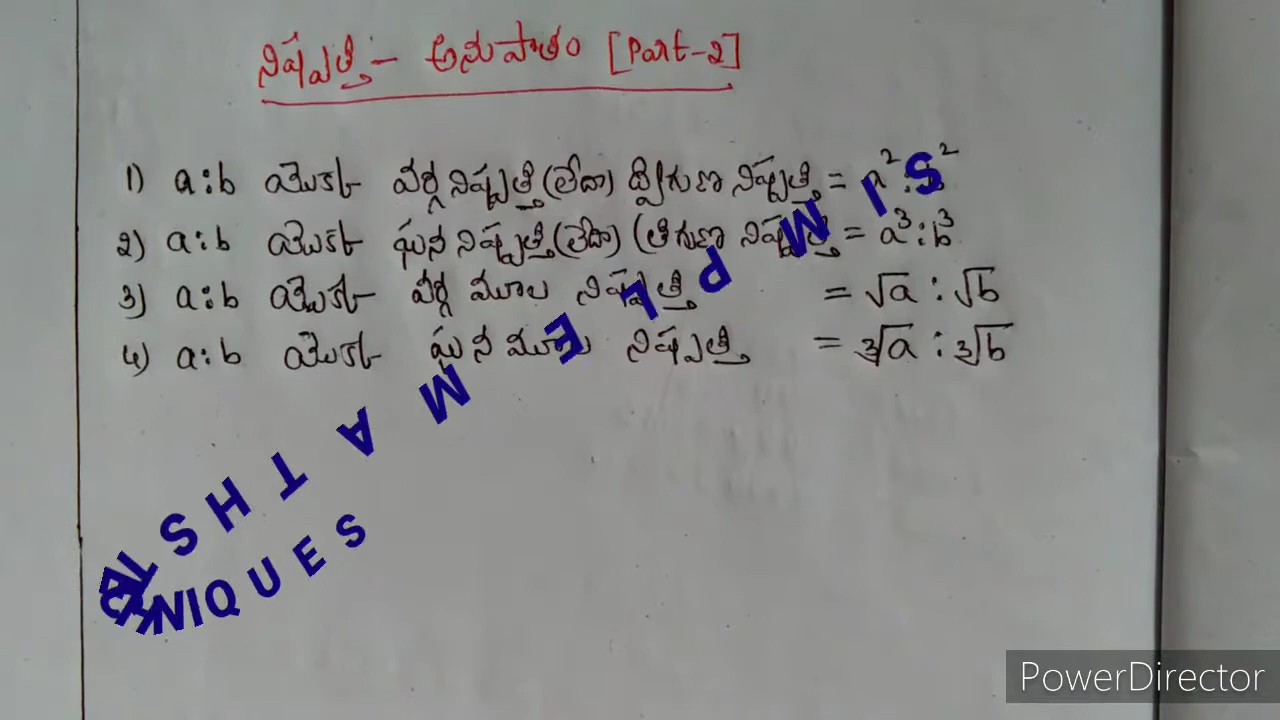 నిష్పత్తి - అనుపాతం [Part-2]
1) a:b యొక్క వర్గ నిష్పత్తి (లేదా) ద్విగుణ నిష్పత్తి = a² : b²
2) a:b యొక్క ఘన నిష్పత్తి (లేదా) త్రిగుణ నిష్పత్తి = a³ : b³
3) a:b యొక్క వర్గ మూల నిష్పత్తి = √a : √b
4) a:b యొక్క ఘన మూల నిష్పత్తి = ∛a : ∛b
SIMPLE MATHS
NIQUES
PowerDirector